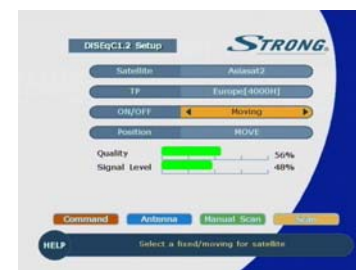 DISEqC1.2 Setup
STRONG.
Satellite Asiasat2
TP Europe[4000H]
ON/OFF Moving
Position MOVE
Quality 56%
Signal Level 48%
Command Antenna Manual Scan Scan
HELP Select a fixed/moving for satellite